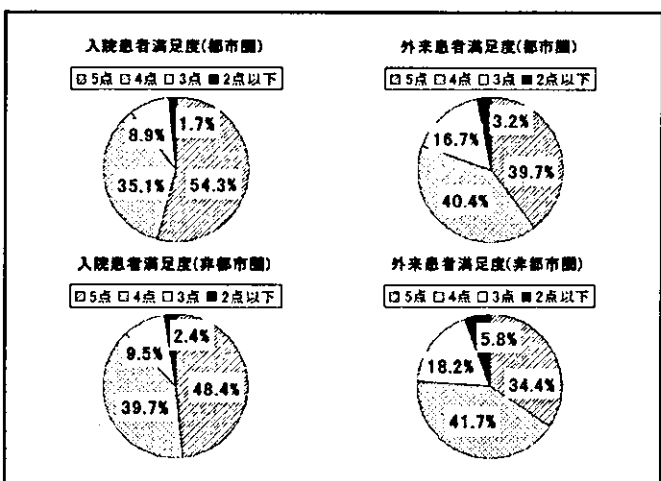 入院患者満足度(都市圏)
5点 4点 3点 2点以下
1.7%
8.9%
35.1%
54.3%
外来患者満足度(都市圏)
5点 4点 3点 2点以下
3.2%
16.7%
39.7%
40.4%
入院患者満足度(非都市圏)
5点 4点 3点 2点以下
2.4%
9.5%
48.4%
39.7%
外来患者満足度(非都市圏)
5点 4点 3点 2点以下
5.8%
18.2%
34.4%
41.7%